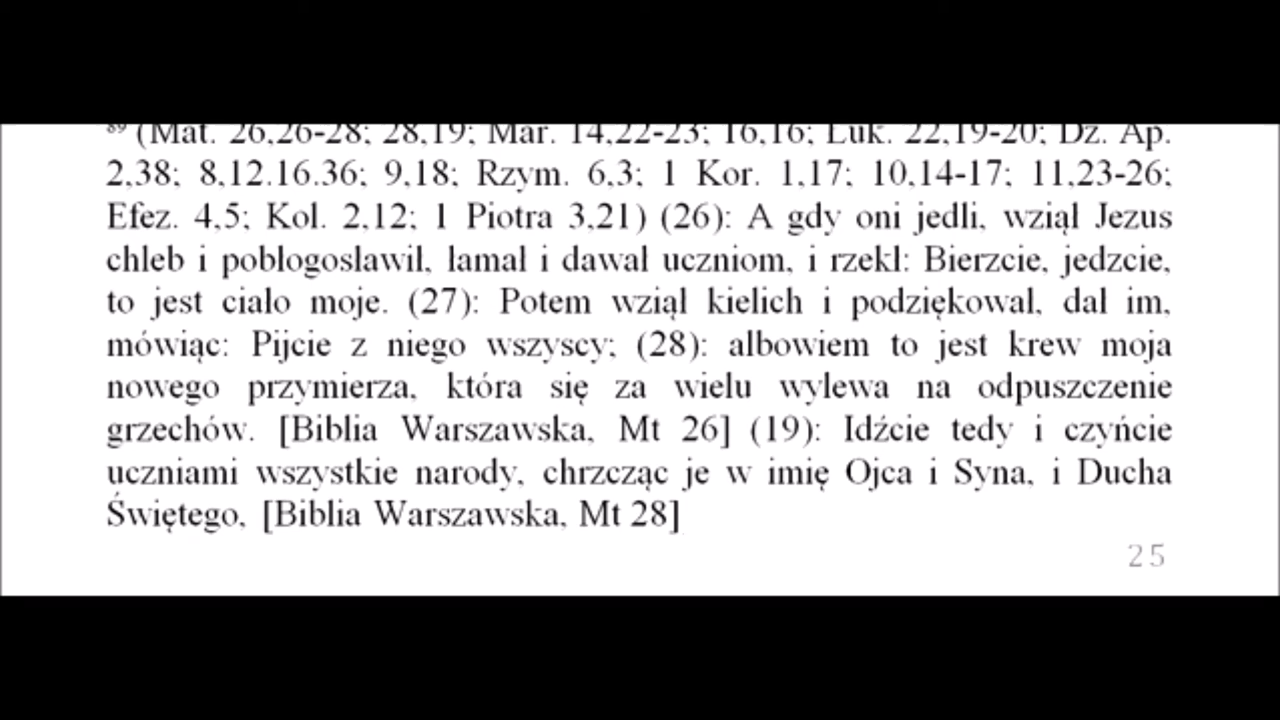 89 (Mat. 26,26-28; 28,19; Mar. 14,22-23; 16,16; Łuk. 22,19-20; Dz. Ap.
2,38; 8,12.16.36; 9,18; Rzym. 6,3; 1 Kor. 1,17; 10,14-17; 11,23-26;
Efez. 4,5; Kol. 2,12; 1 Piotra 3,21) (26): A gdy oni jedli, wziął Jezus
chleb i pobłogosławił, łamał i dawał uczniom, i rzekł: Bierzcie, jedzcie,
to jest ciało moje. (27): Potem wziął kielich i podziękował, dał im,
mówiąc: Pijcie z niego wszyscy; (28): albowiem to jest krew moja
nowego przymierza, która się za wielu wylewa na odpuszczenie
grzechów. [Biblia Warszawska, Mt 26] (19): Idźcie tedy i czyńcie
uczniami wszystkie narody, chrzcząc je w imię Ojca i Syna, i Ducha
Świętego, [Biblia Warszawska, Mt 28]
25